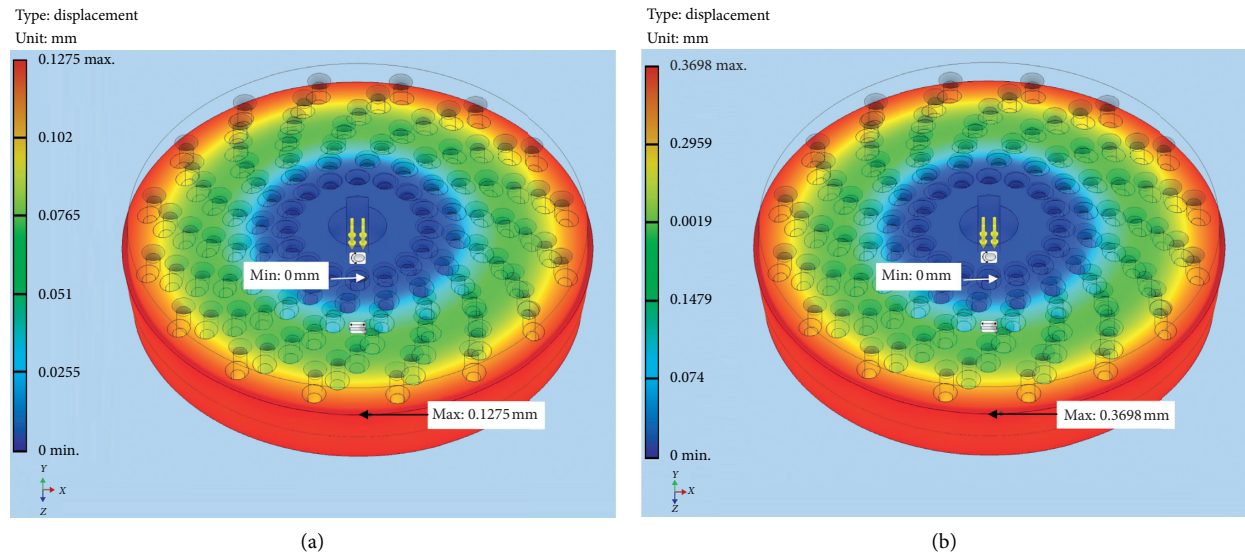 Type: displacement
Unit: mm
0.1275 max.
0.102
0.0765
0.051
0.0255
0 min.
Min: 0 mm
Max: 0.1275 mm
Y
X
Z
(a)
Type: displacement
Unit: mm
0.3698 max.
0.2959
0.0019
0.1479
0.074
0 min.
Min: 0 mm
Max: 0.3698 mm
Y
X
Z
(b)